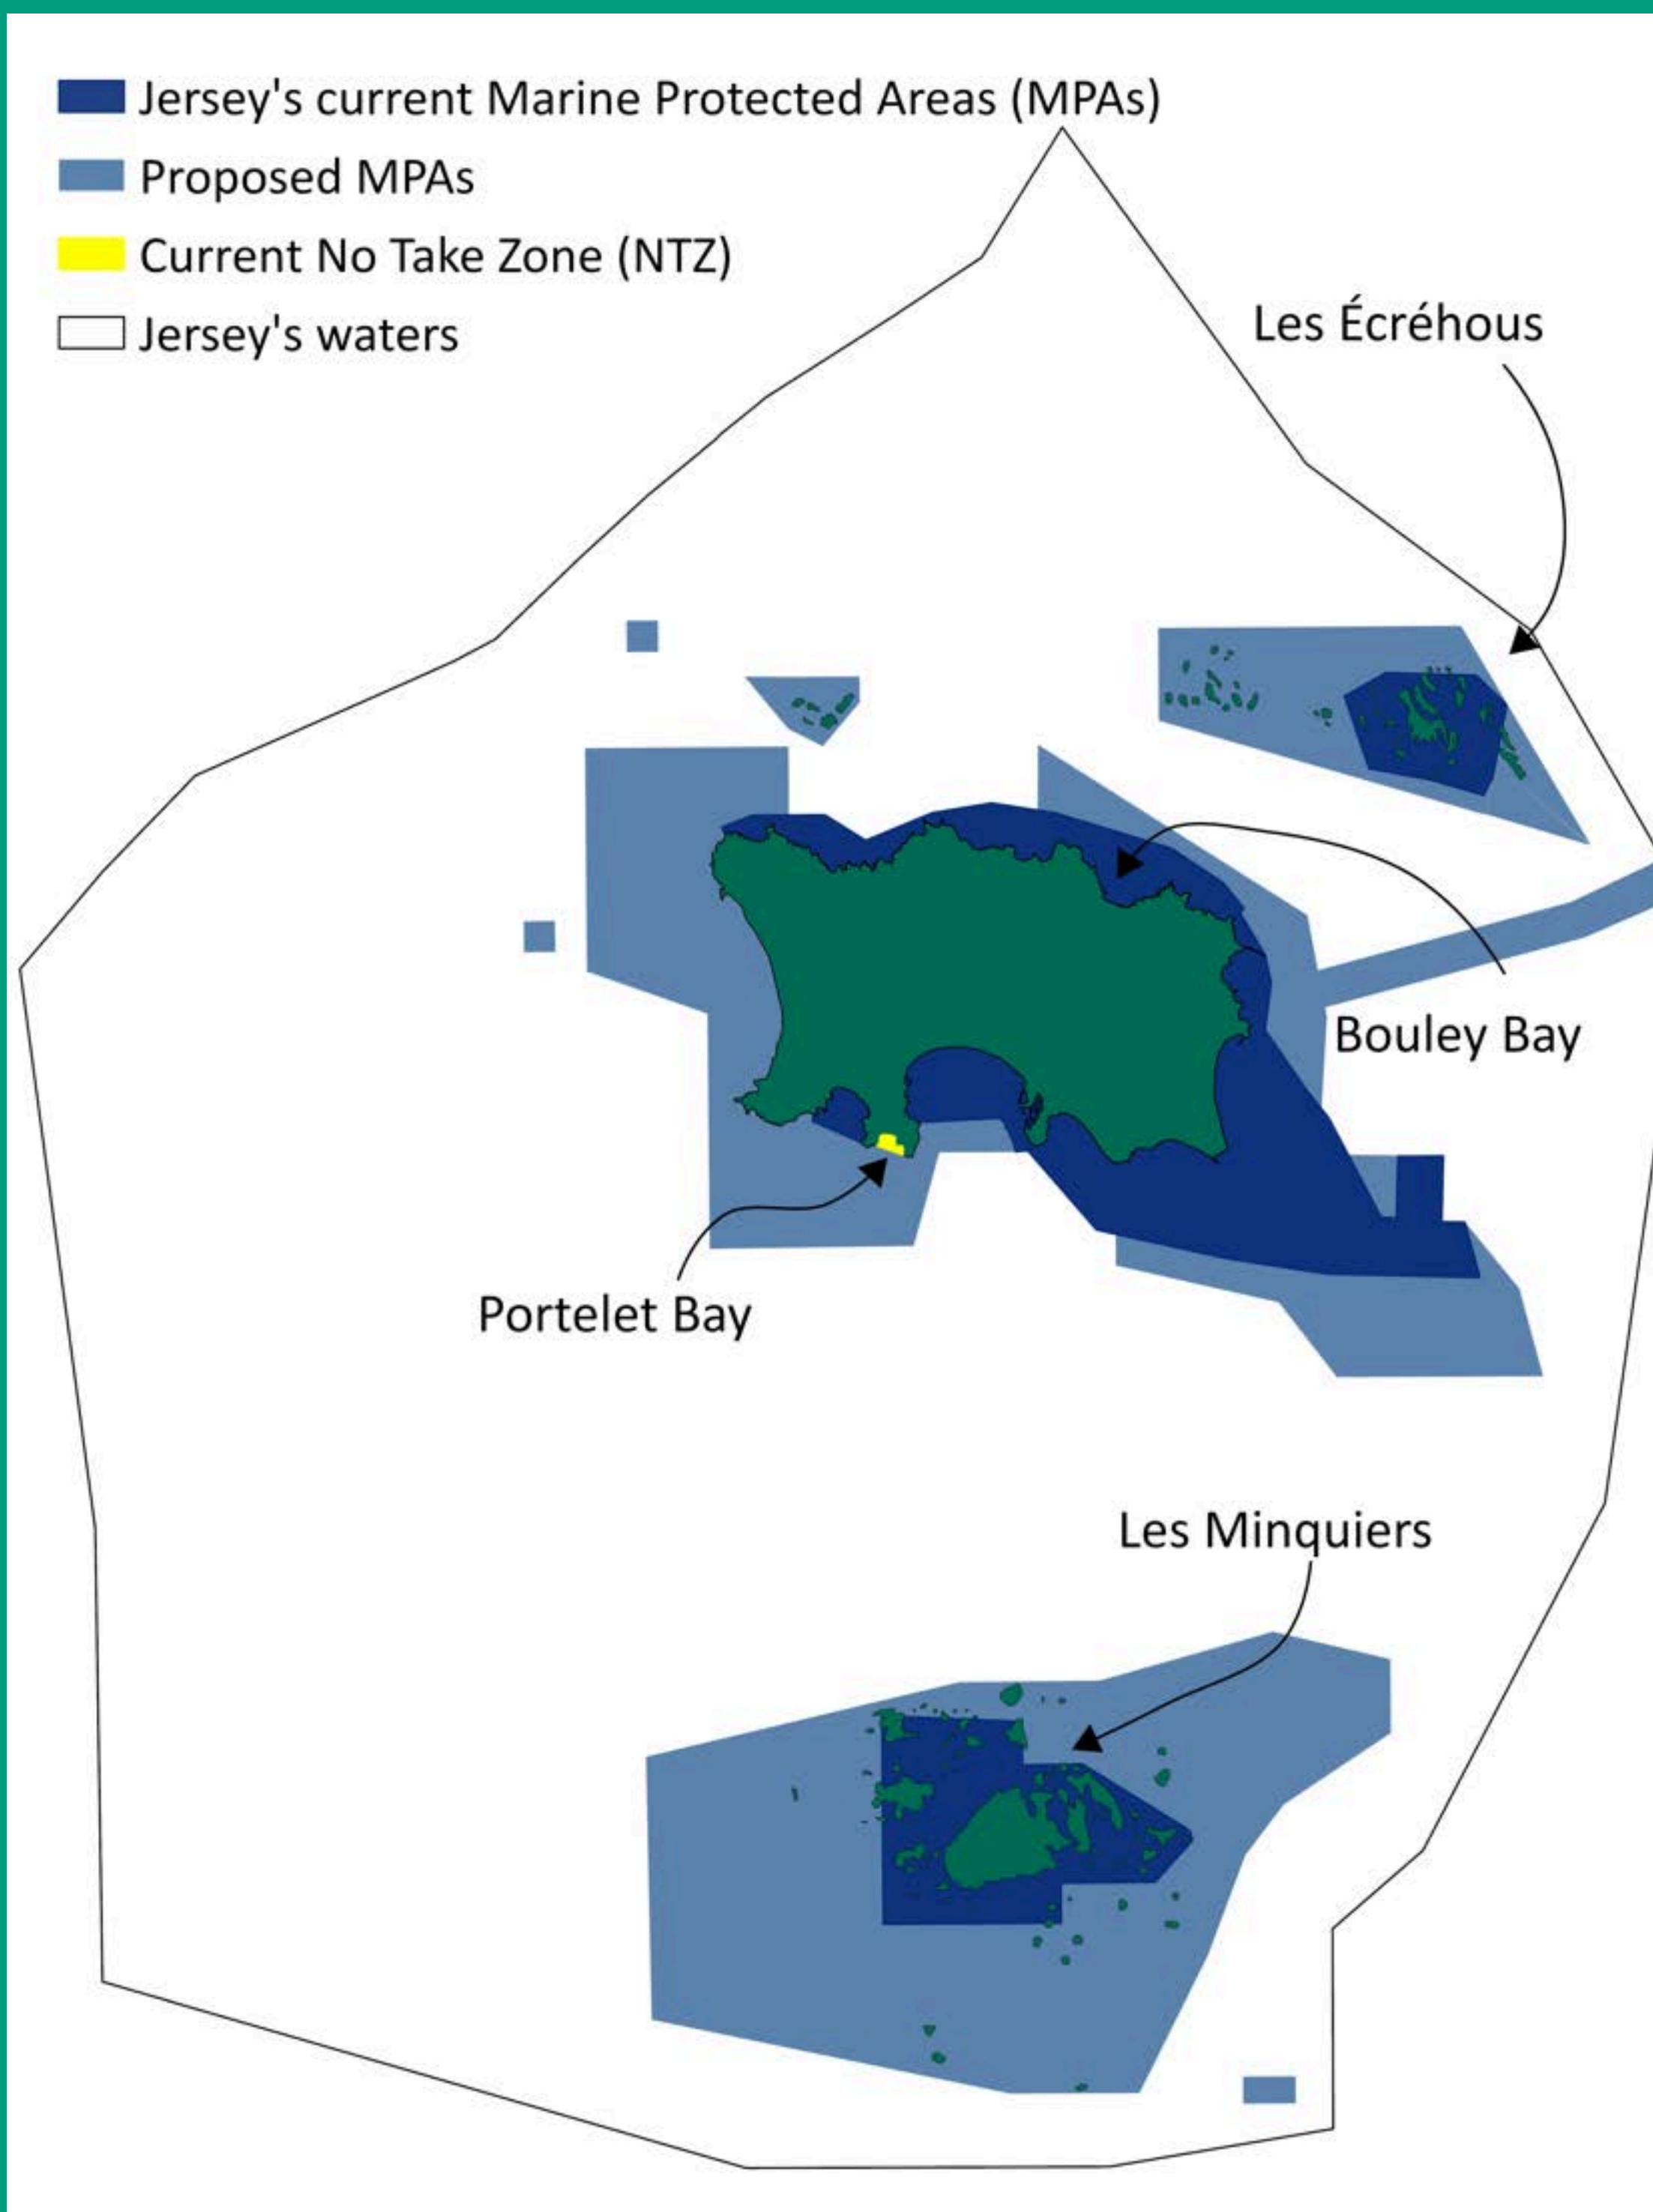 Jersey's current Marine Protected Areas (MPAs)
Proposed MPAs
Current No Take Zone (NTZ)
Jersey's waters
Les Écréhous
Bouley Bay
Portelet Bay
Les Minquiers